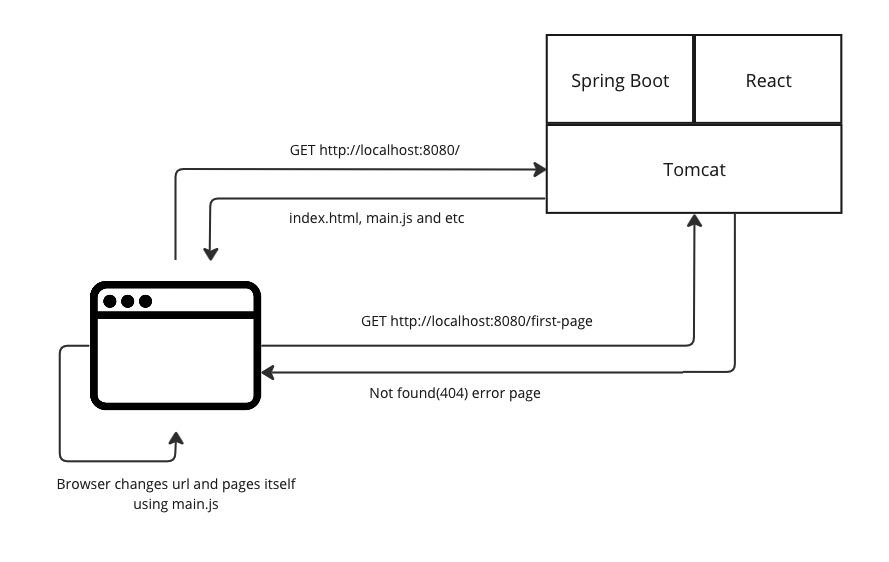 Spring Boot
React
GET http://localhost:8080/
Tomcat
index.html, main.js and etc
GET http://localhost:8080/first-page
Not found(404) error page
Browser changes url and pages itself
using main.js